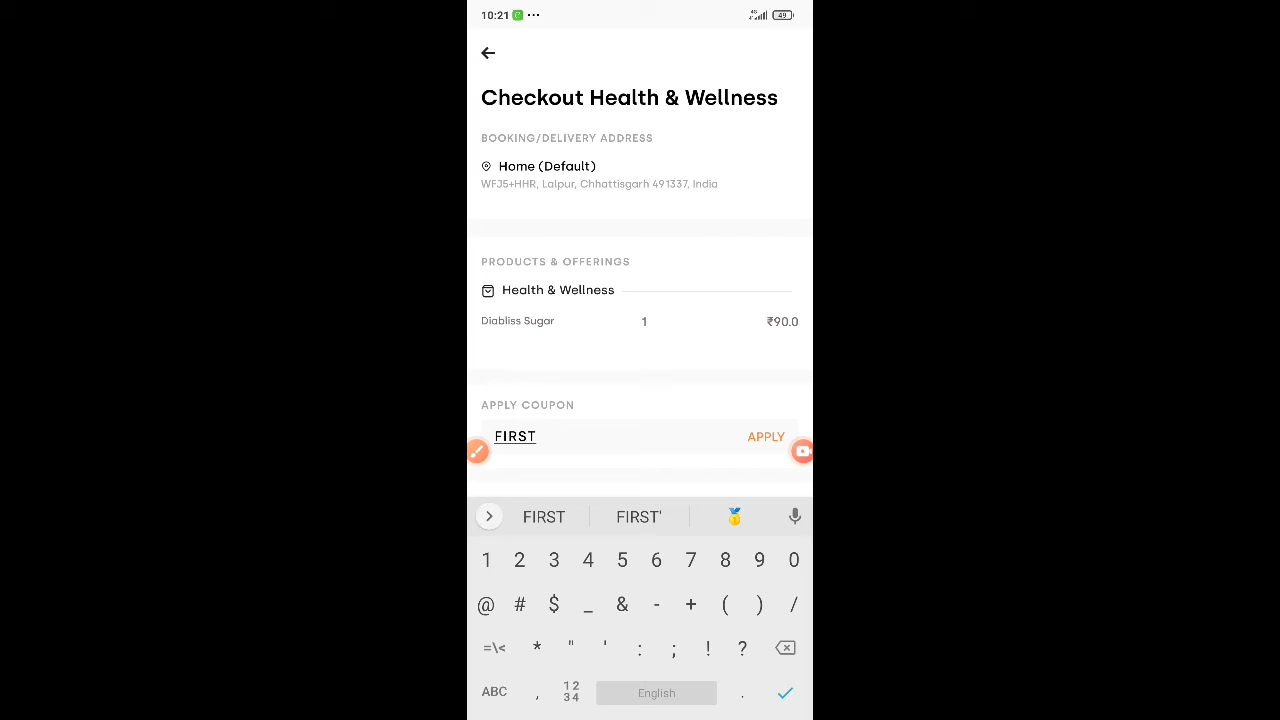 10:21 ••• 4G 49
Checkout Health & Wellness
BOOKING/DELIVERY ADDRESS
Home (Default)
WFJ5+HHR, Lalpur, Chhattisgarh 491337, India
PRODUCTS & OFFERINGS
Health & Wellness
Diabliss Sugar 1 ₹90.0
APPLY COUPON
FIRST APPLY
FIRST FIRST' 🥇
1 2 3 4 5 6 7 8 9 0
@ # $ _ & - + ( ) /
=\< * " ' : ; ! ?
ABC , 12 34 English .